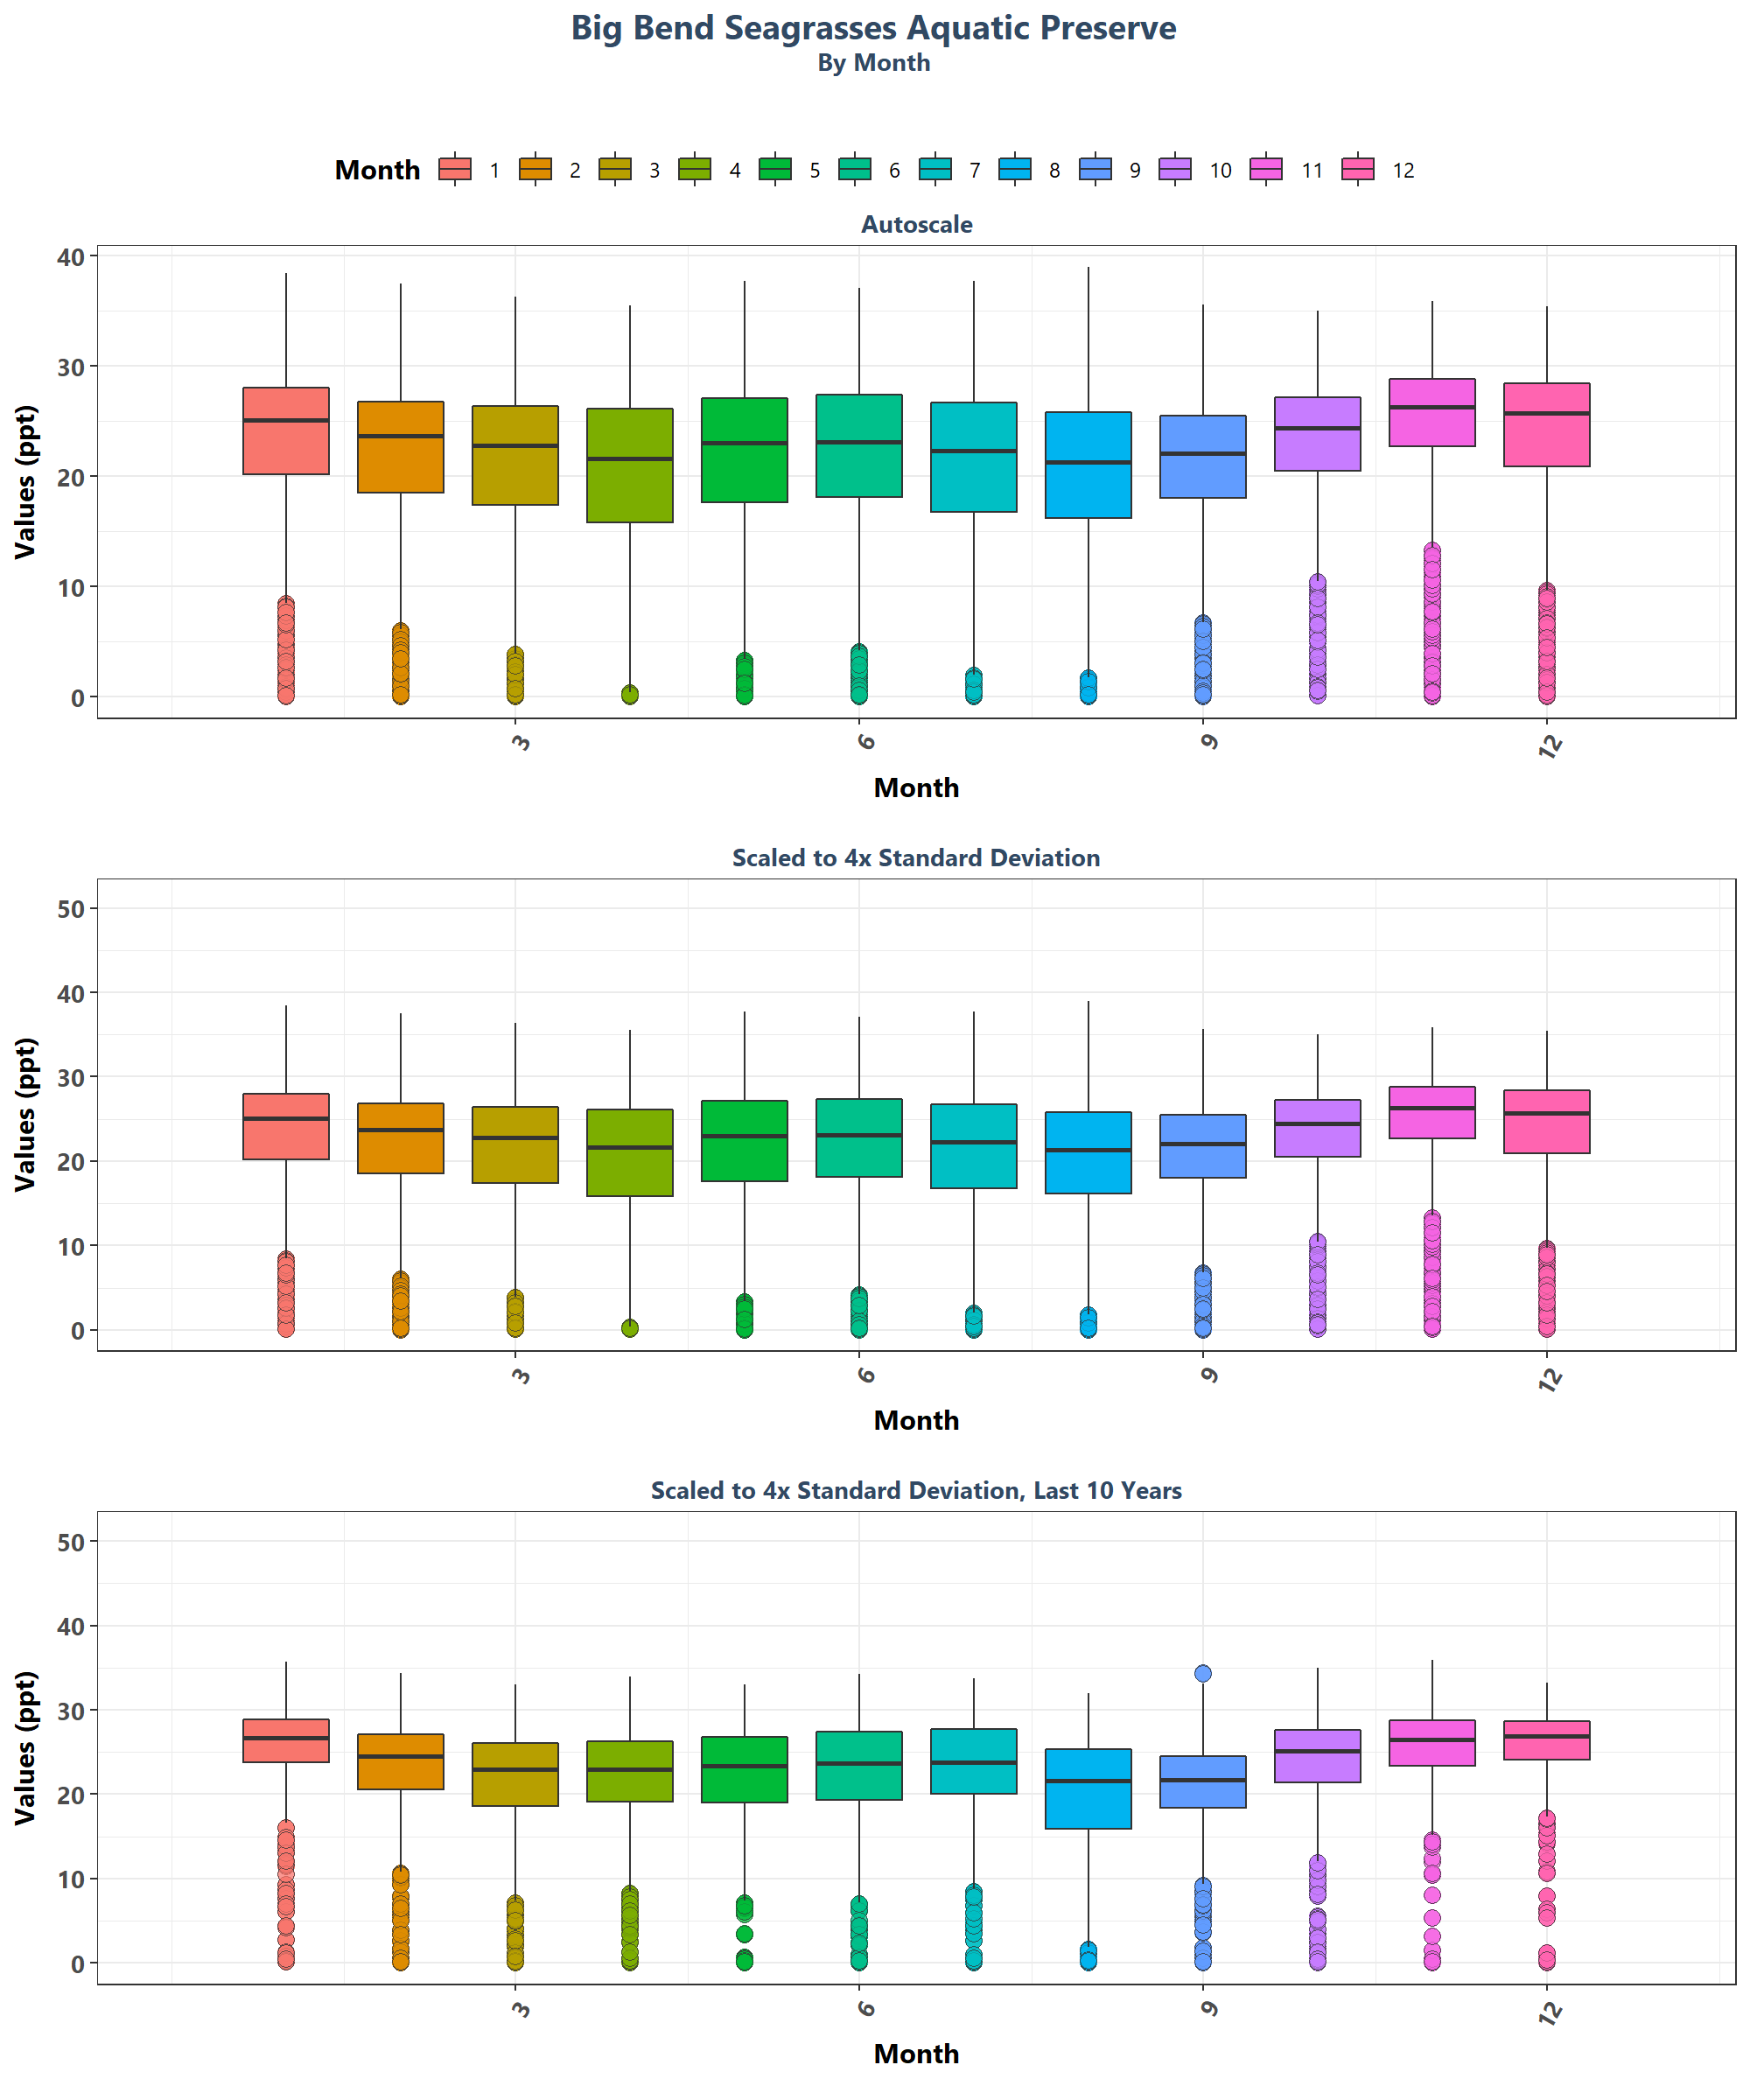 Big Bend Seagrasses Aquatic Preserve
By Month
Month 1 2 3 4 5 6 7 8 9 10 11 12
Autoscale
40
30
20
10
0
Values (ppt)
3 6 9 12
Month
Scaled to 4x Standard Deviation
50
40
30
20
10
0
Values (ppt)
3 6 9 12
Month
Scaled to 4x Standard Deviation, Last 10 Years
50
40
30
20
10
0
Values (ppt)
3 6 9 12
Month